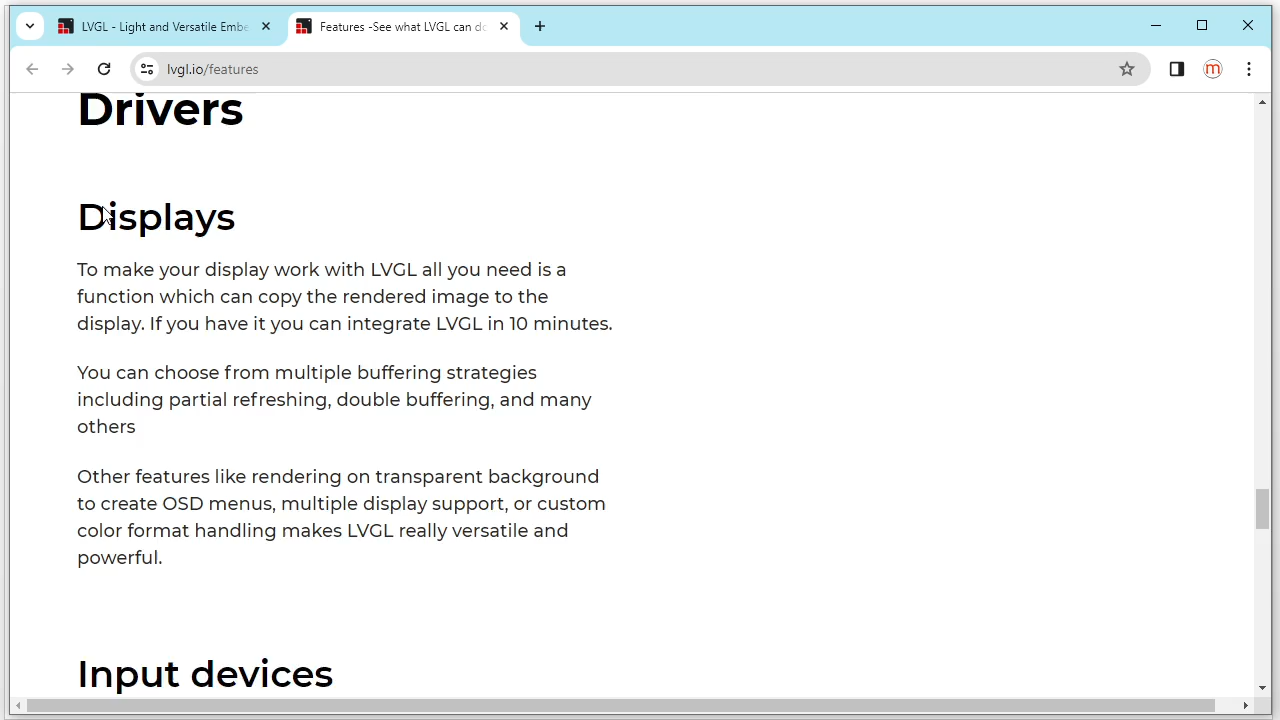 LVGL - Light and Versatile Embe
Features -See what LVGL can do
lvgl.io/features
m
Drivers
Displays
To make your display work with LVGL all you need is a
function which can copy the rendered image to the
display. If you have it you can integrate LVGL in 10 minutes.
You can choose from multiple buffering strategies
including partial refreshing, double buffering, and many
others
Other features like rendering on transparent background
to create OSD menus, multiple display support, or custom
color format handling makes LVGL really versatile and
powerful.
Input devices